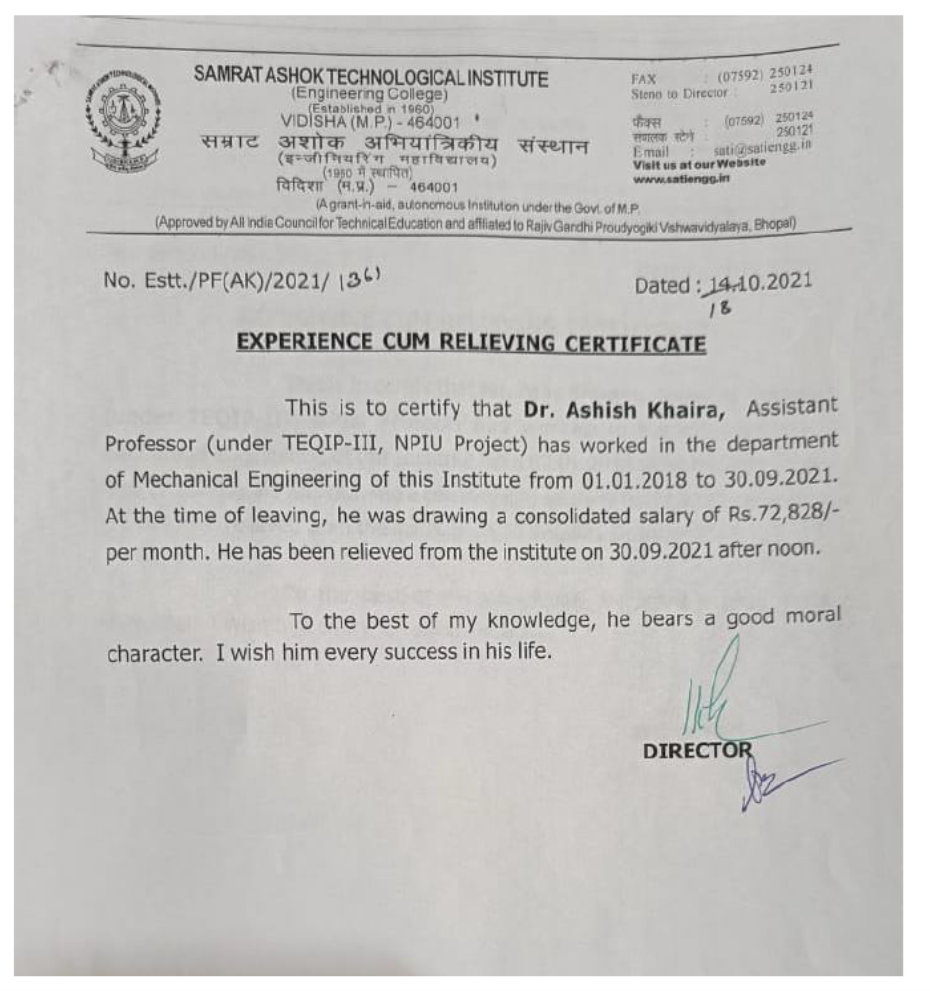 SAMRAT ASHOK TECHNOLOGICAL INSTITUTE
(Engineering College)
(Established in 1960)
VIDISHA (M.P.) - 464001
सम्राट अशोक अभियांत्रिकीय संस्थान
(इन्जीनियरिंग महाविद्यालय)
(1960 में स्थापित)
विदिशा (म.प्र.) – 464001
FAX : (07592) 250124
Steno to Director : 250121
फैक्स : (07592) 250124
संचालक स्टेनो : 250121
Email : sati@satiengg.in
Visit us at our Website
www.satiengg.in
(A grant-in-aid, autonomous Institution under the Govt. of M.P.
(Approved by All India Council for Technical Education and affiliated to Rajiv Gandhi Proudyogiki Vishwavidyalaya, Bhopal)
No. Estt./PF(AK)/2021/ 1361
Dated : 14.10.2021
18
EXPERIENCE CUM RELIEVING CERTIFICATE
This is to certify that Dr. Ashish Khaira, Assistant
Professor (under TEQIP-III, NPIU Project) has worked in the department
of Mechanical Engineering of this Institute from 01.01.2018 to 30.09.2021.
At the time of leaving, he was drawing a consolidated salary of Rs.72,828/-
per month. He has been relieved from the institute on 30.09.2021 after noon.
To the best of my knowledge, he bears a good moral
character. I wish him every success in his life.
DIRECTOR